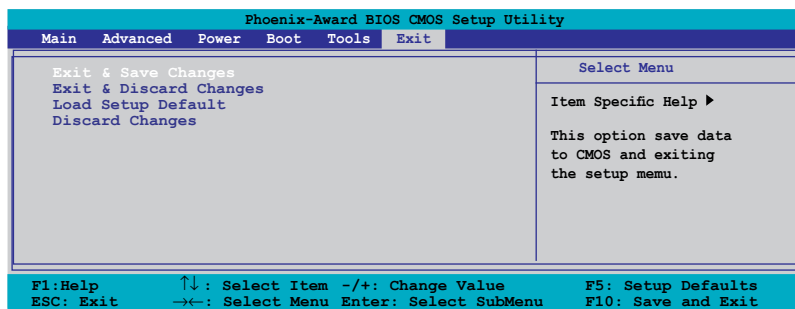 Phoenix-Award BIOS CMOS Setup Utility
Main Advanced Power Boot Tools Exit
Exit & Save Changes
Exit & Discard Changes
Load Setup Default
Discard Changes
Select Menu
Item Specific Help ▶
This option save data
to CMOS and exiting
the setup memu.
F1:Help ↑↓: Select Item -/+: Change Value F5: Setup Defaults
ESC: Exit →←: Select Menu Enter: Select SubMenu F10: Save and Exit